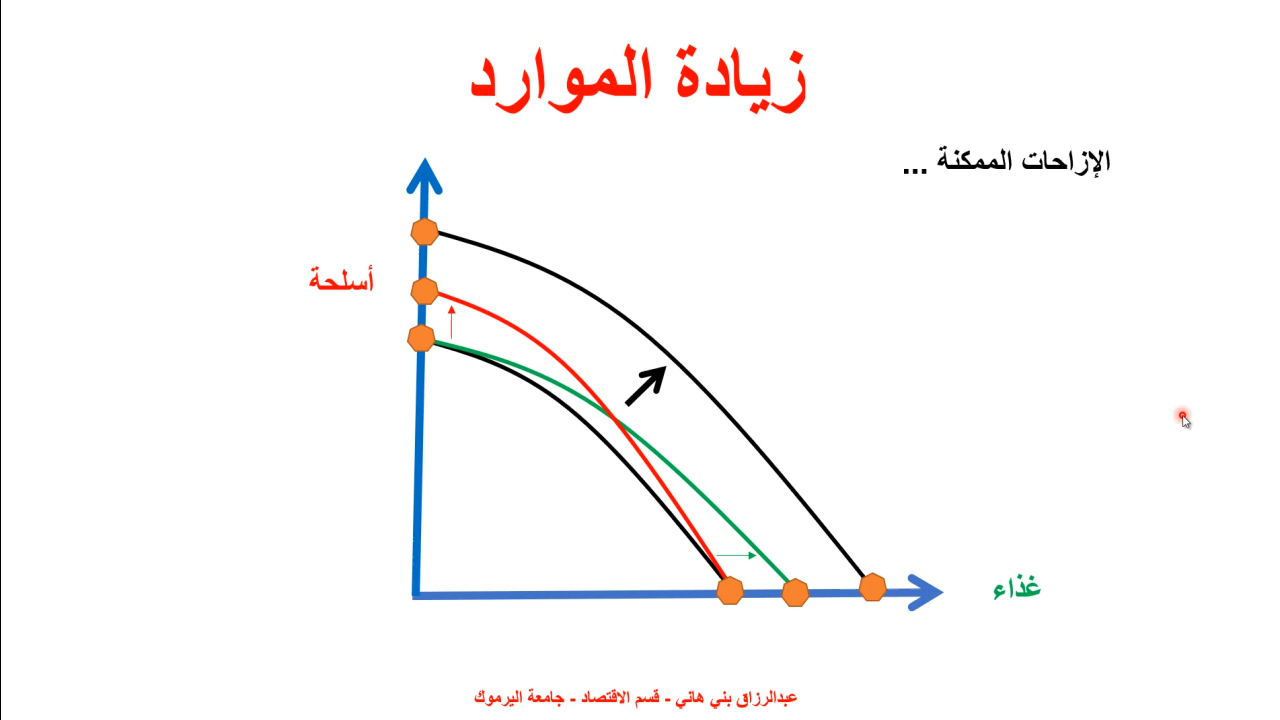 زيادة الموارد
الإزاحات الممكنة ...
أسلحة
غذاء
عبدالرزاق بني هاني - قسم الاقتصاد - جامعة اليرموك